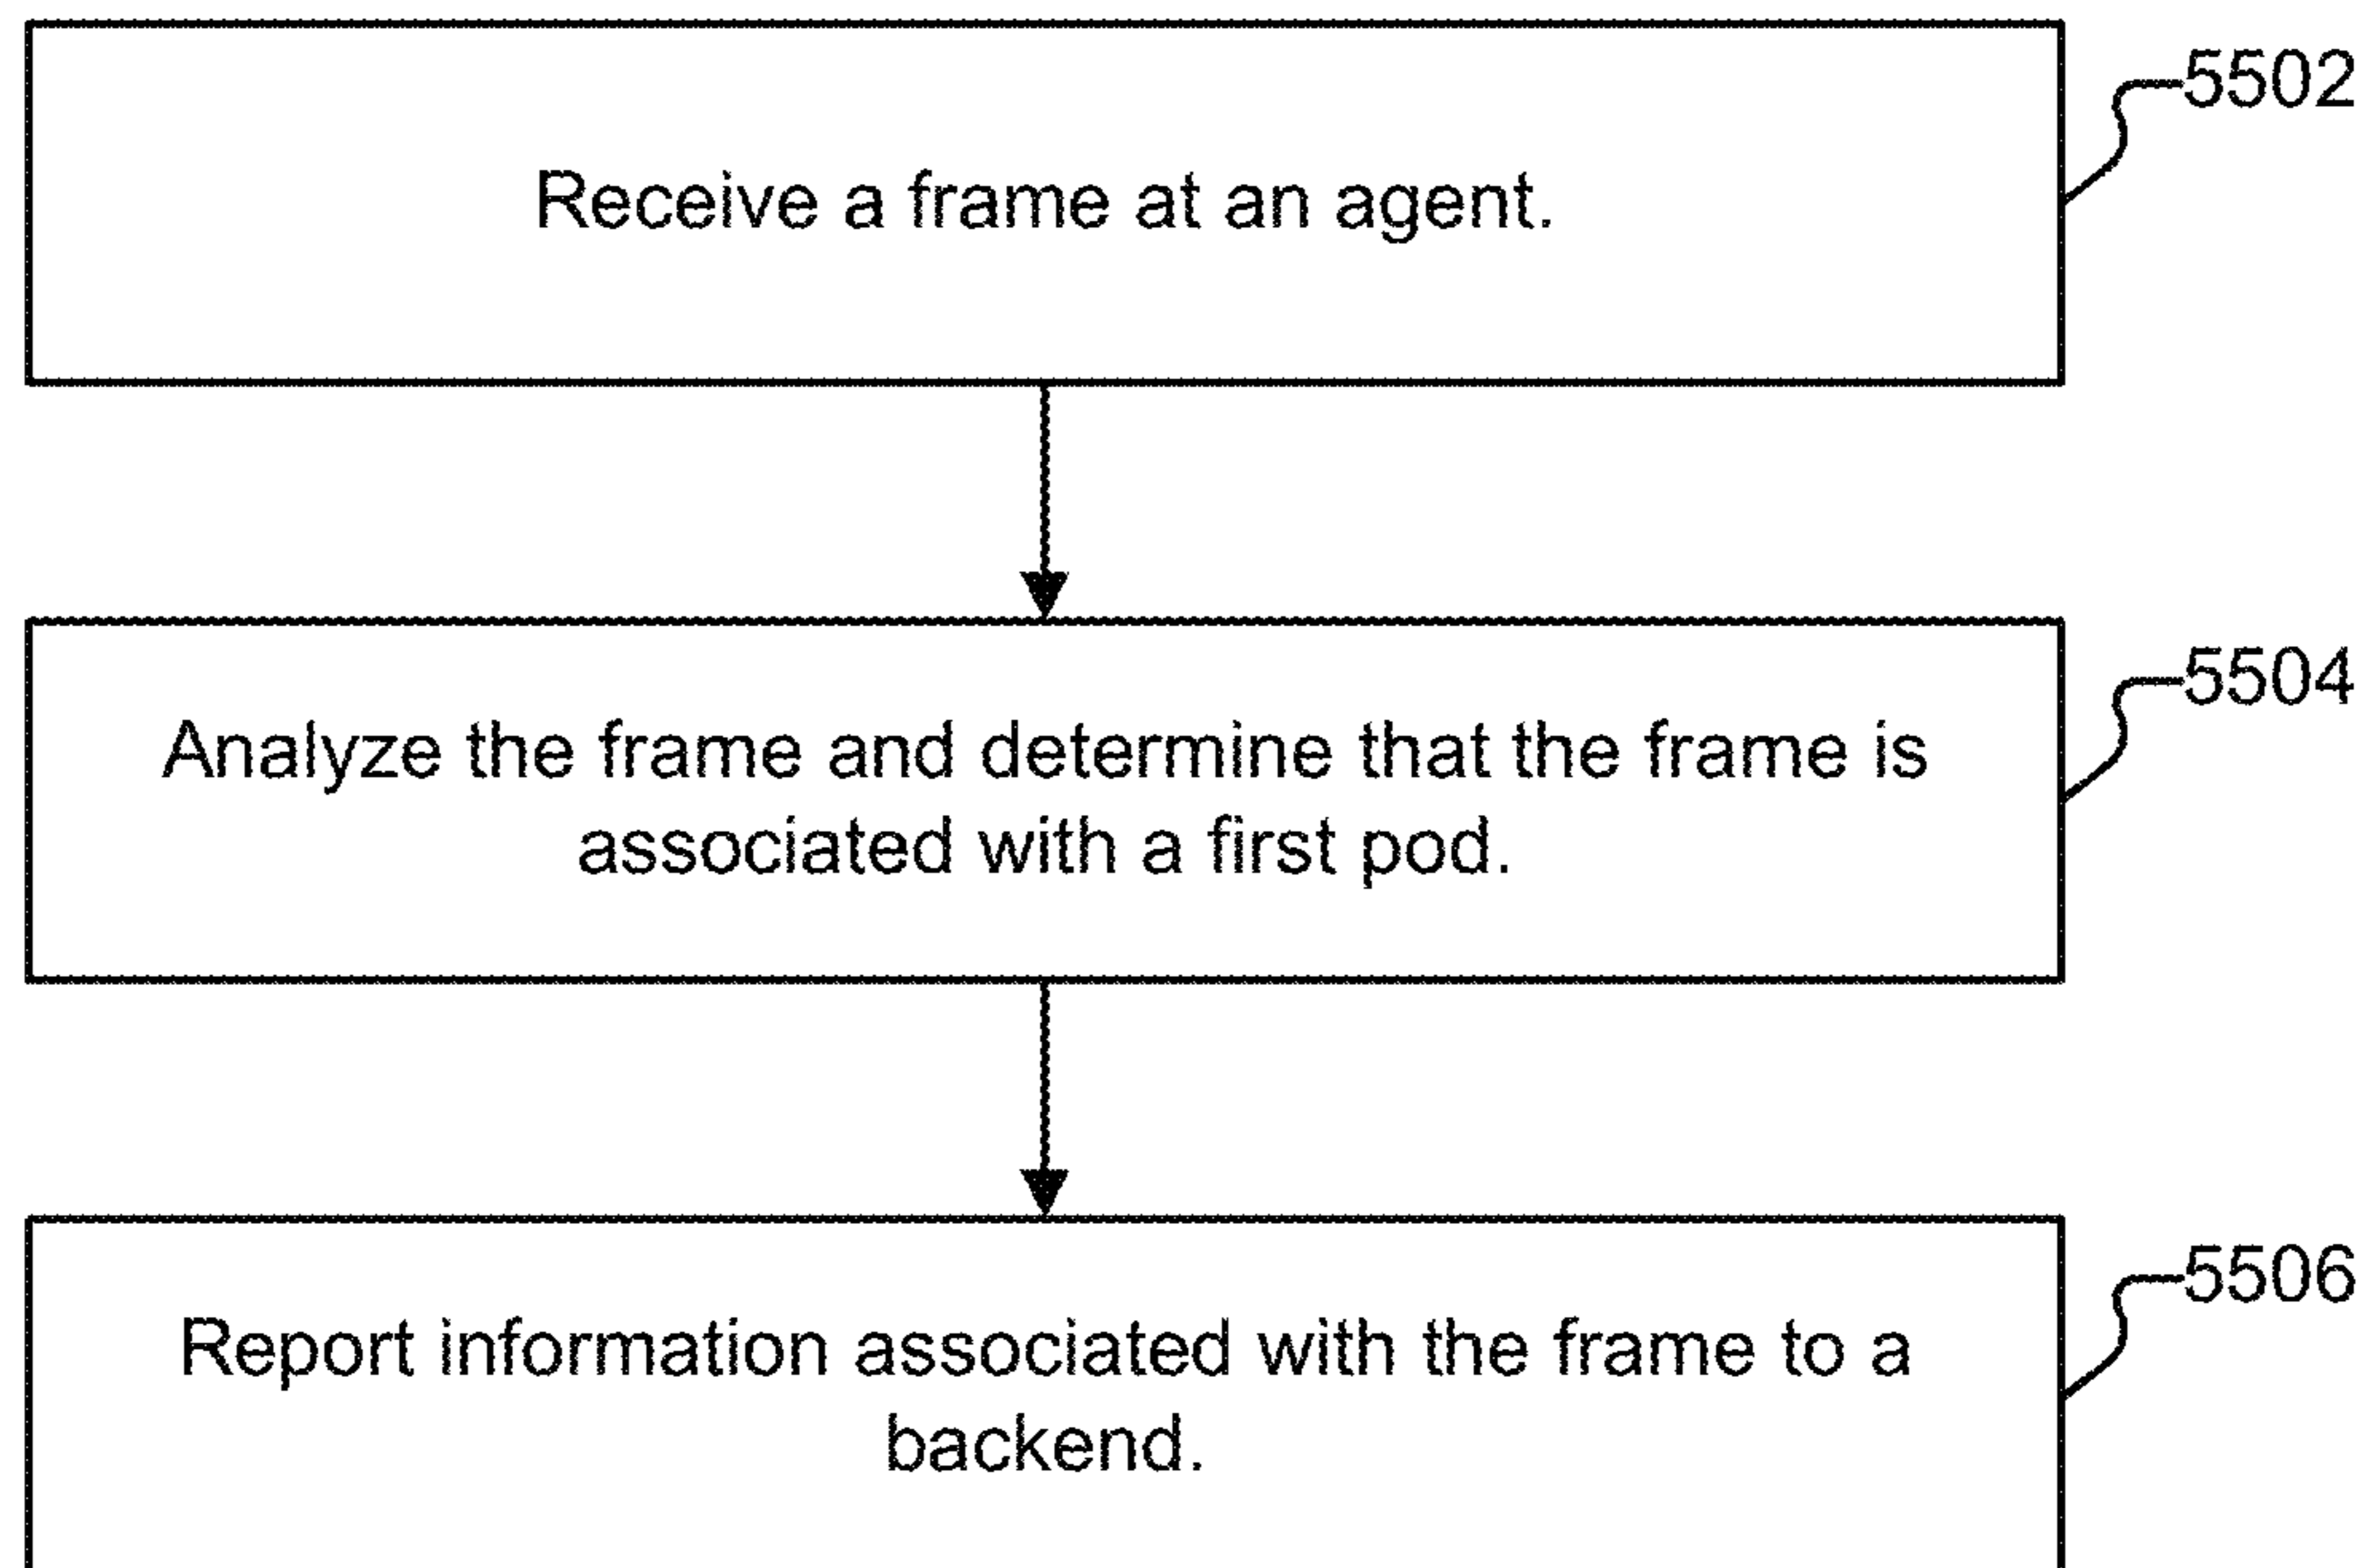 5502
Receive a frame at an agent.
5504
Analyze the frame and determine that the frame is
associated with a first pod.
5506
Report information associated with the frame to a
backend.